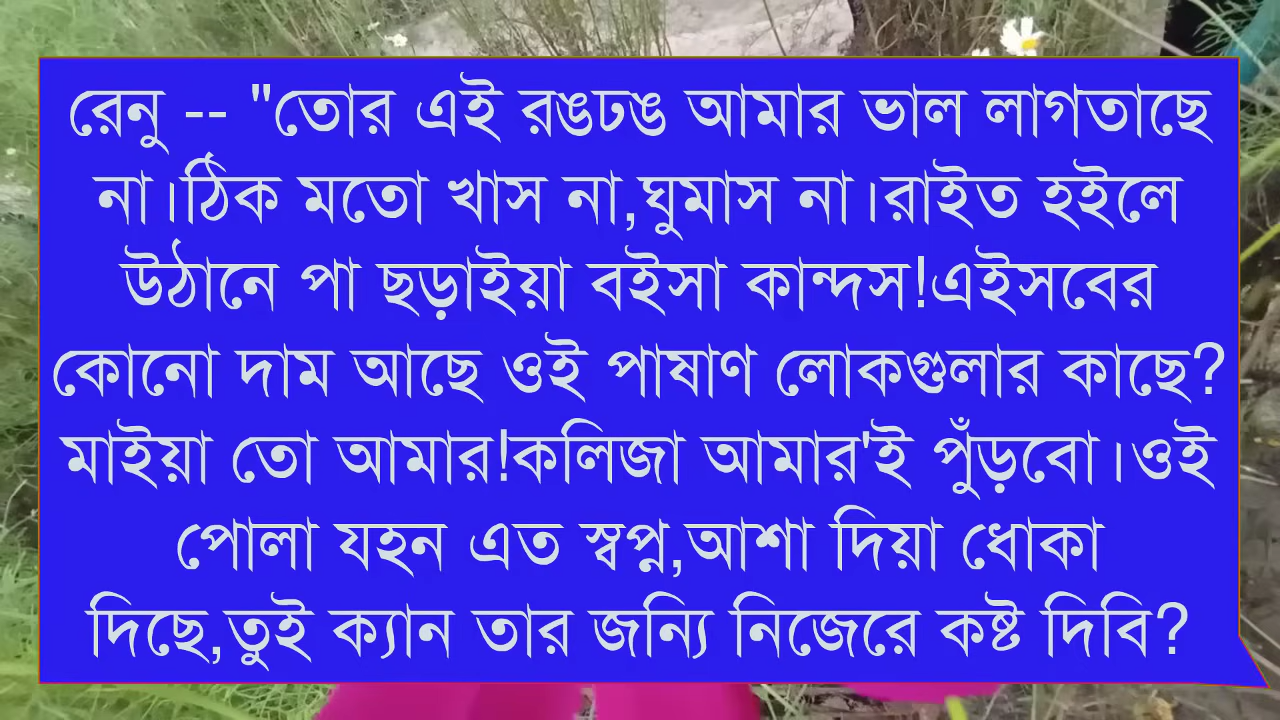 রেনু -- "তোর এই রঙঢঙ আমার ভাল লাগতাছে
না।ঠিক মতো খাস না,ঘুমাস না।রাইত হইলে
উঠানে পা ছড়াইয়া বইসা কান্দস!এইসবের
কোনো দাম আছে ওই পাষাণ লোকগুলার কাছে?
মাইয়া তো আমার!কলিজা আমার'ই পুঁড়বো।ওই
পোলা যহন এত স্বপ্ন,আশা দিয়া ধোকা
দিছে,তুই ক্যান তার জন্যি নিজেরে কষ্ট দিবি?